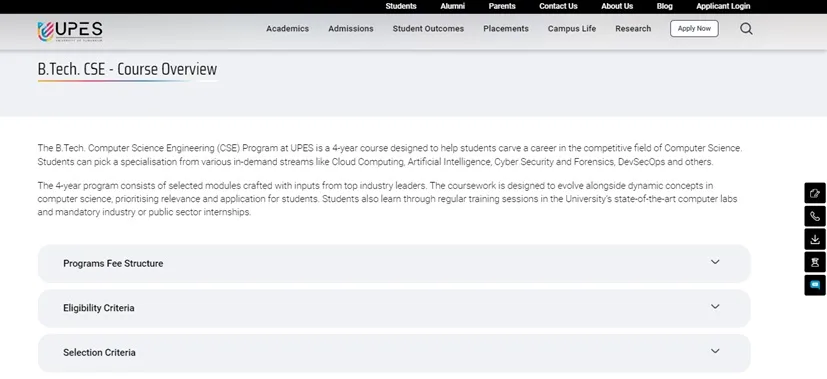 Students Alumni Parents Contact Us About Us Blog Applicant Login
UPES
Academics Admissions Student Outcomes Placements Campus Life Research Apply Now
B.Tech. CSE - Course Overview
The B.Tech. Computer Science Engineering (CSE) Program at UPES is a 4-year course designed to help students carve a career in the competitive field of Computer Science.
Students can pick a specialisation from various in-demand streams like Cloud Computing, Artificial Intelligence, Cyber Security and Forensics, DevSecOps and others.
The 4-year program consists of selected modules crafted with inputs from top industry leaders. The coursework is designed to evolve alongside dynamic concepts in
computer science, prioritising relevance and application for students. Students also learn through regular training sessions in the University's state-of-the-art computer labs
and mandatory industry or public sector internships.
Programs Fee Structure
Eligibility Criteria
Selection Criteria